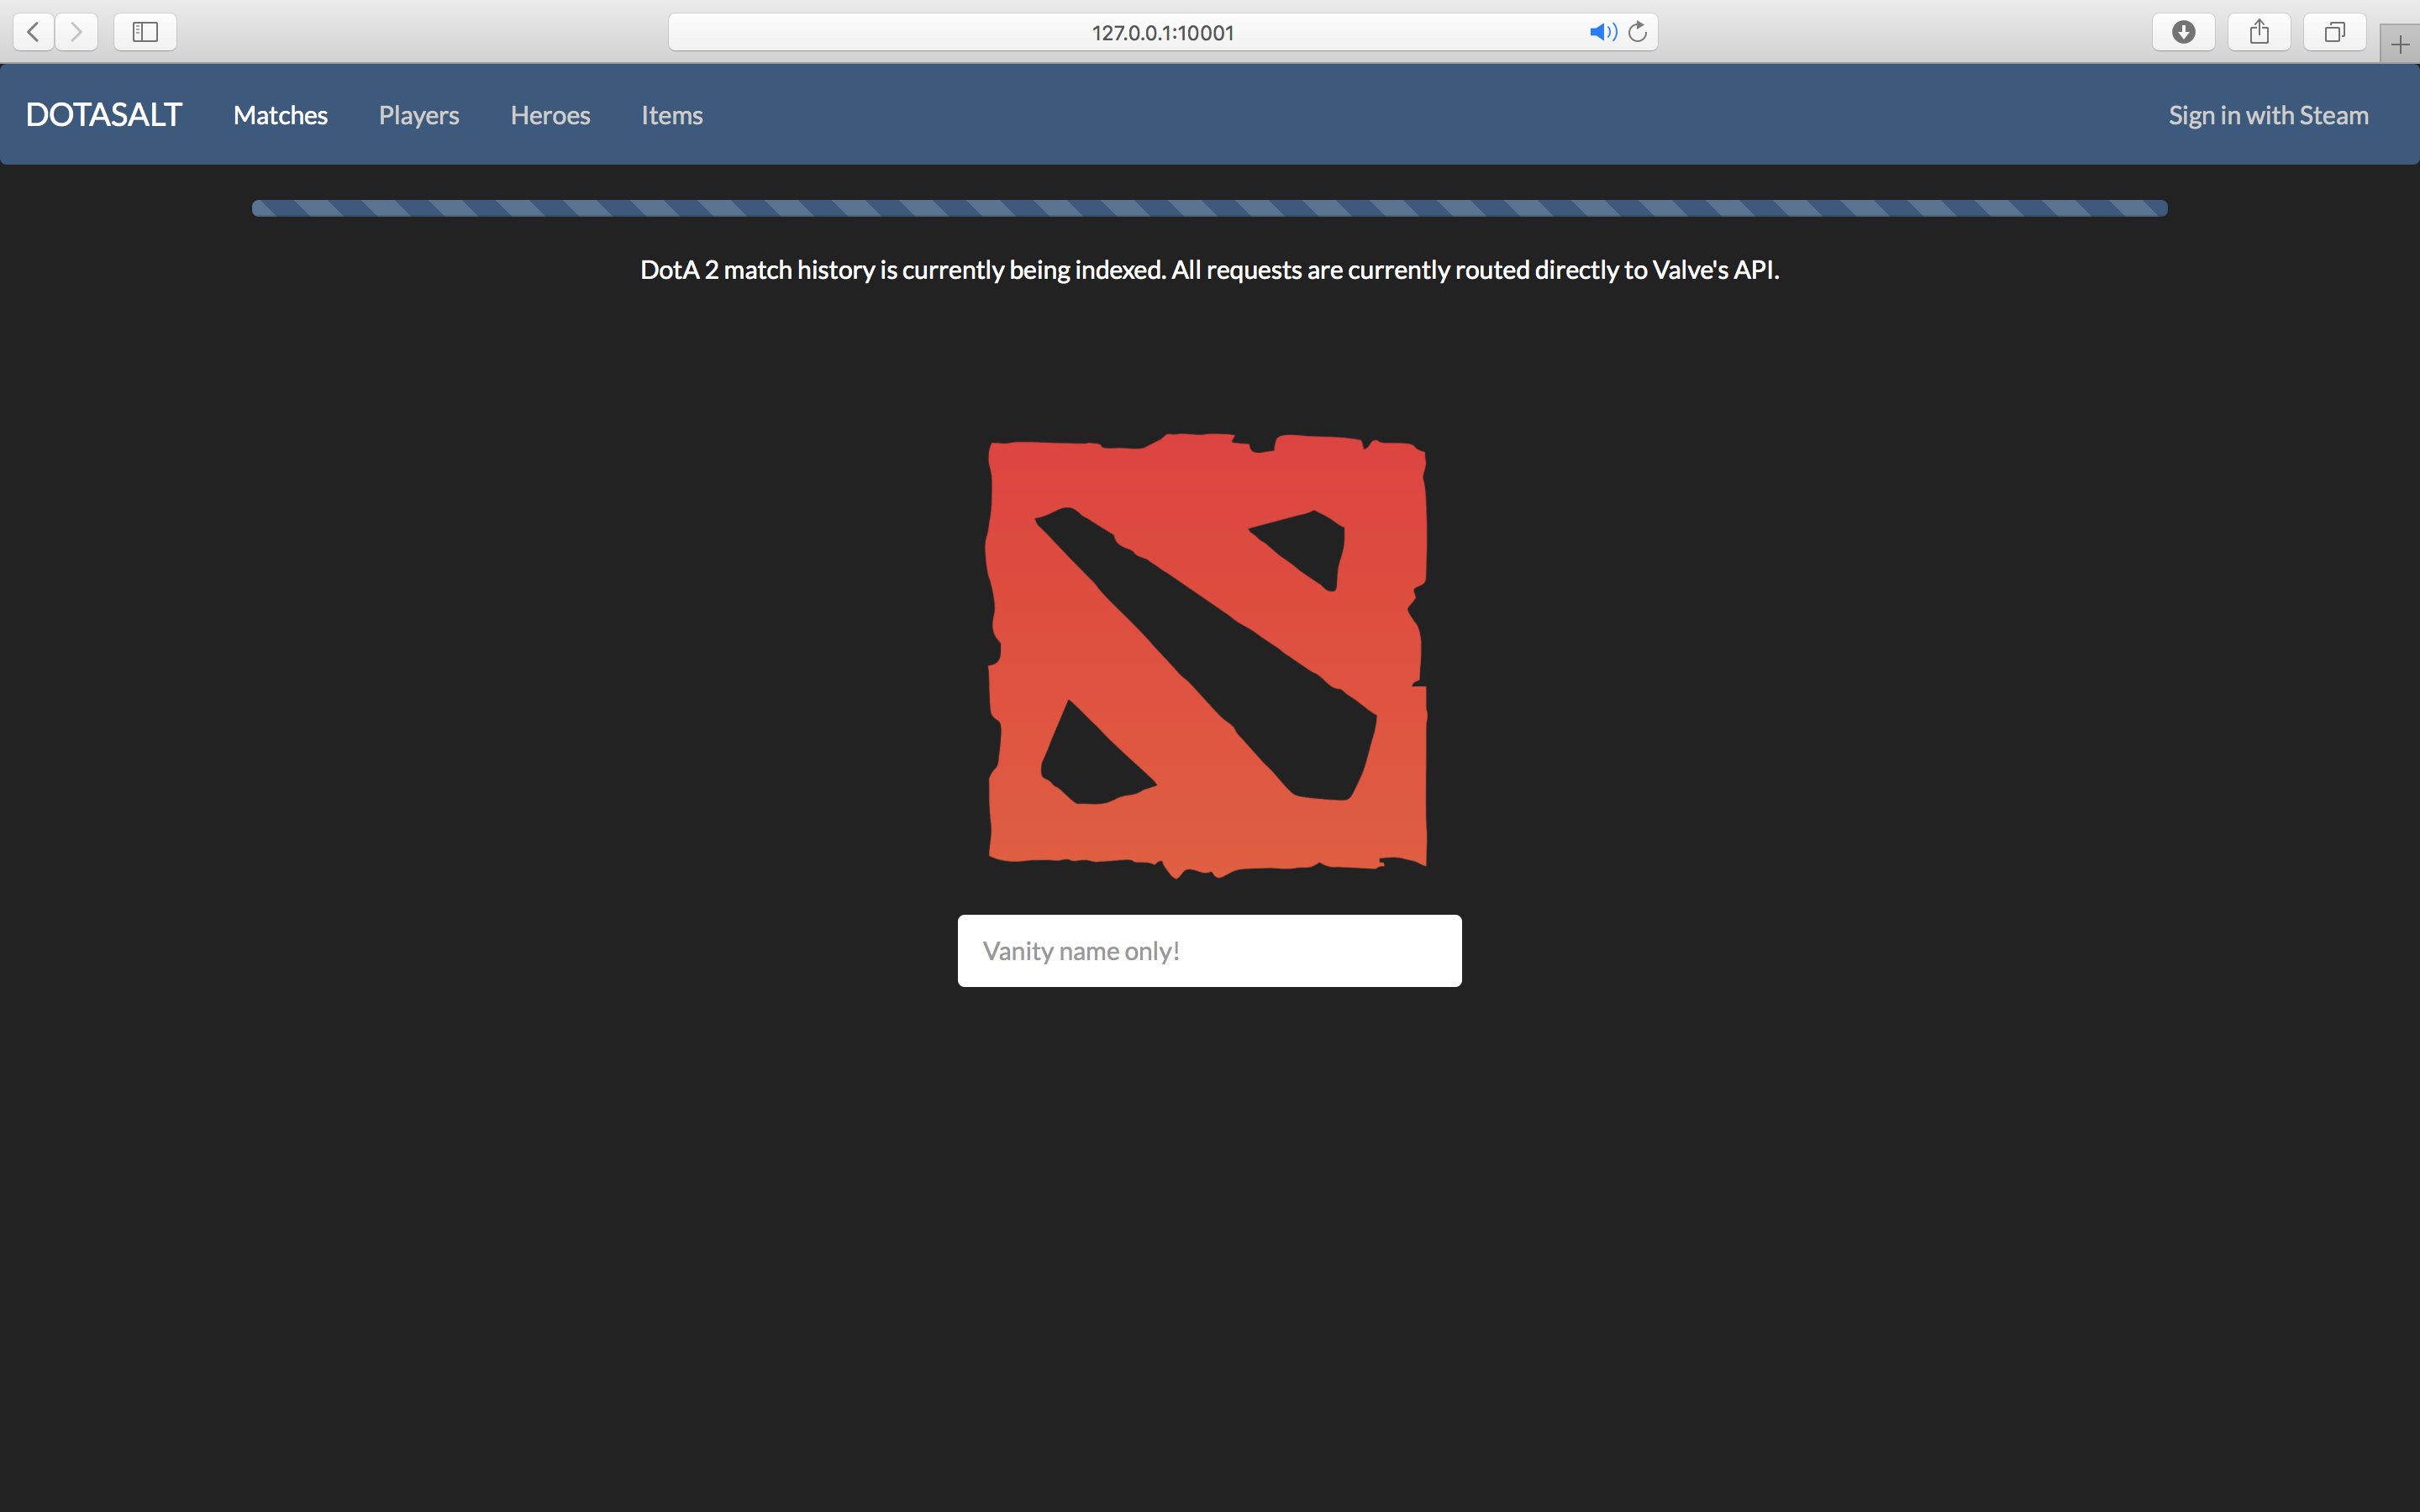 127.0.0.1:10001
DOTASALT Matches Players Heroes Items Sign in with Steam
DotA 2 match history is currently being indexed. All requests are currently routed directly to Valve's API.
Vanity name only!